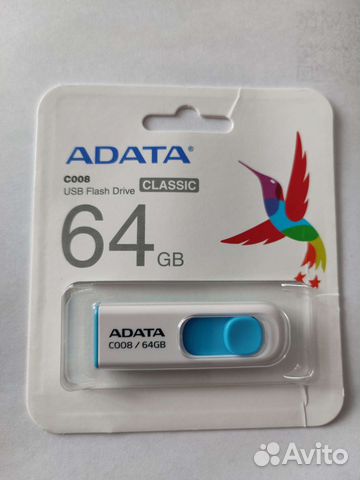 ADATA®
C008
USB Flash Drive
CLASSIC
64GB
ADATA
C008 / 64GB
Avito